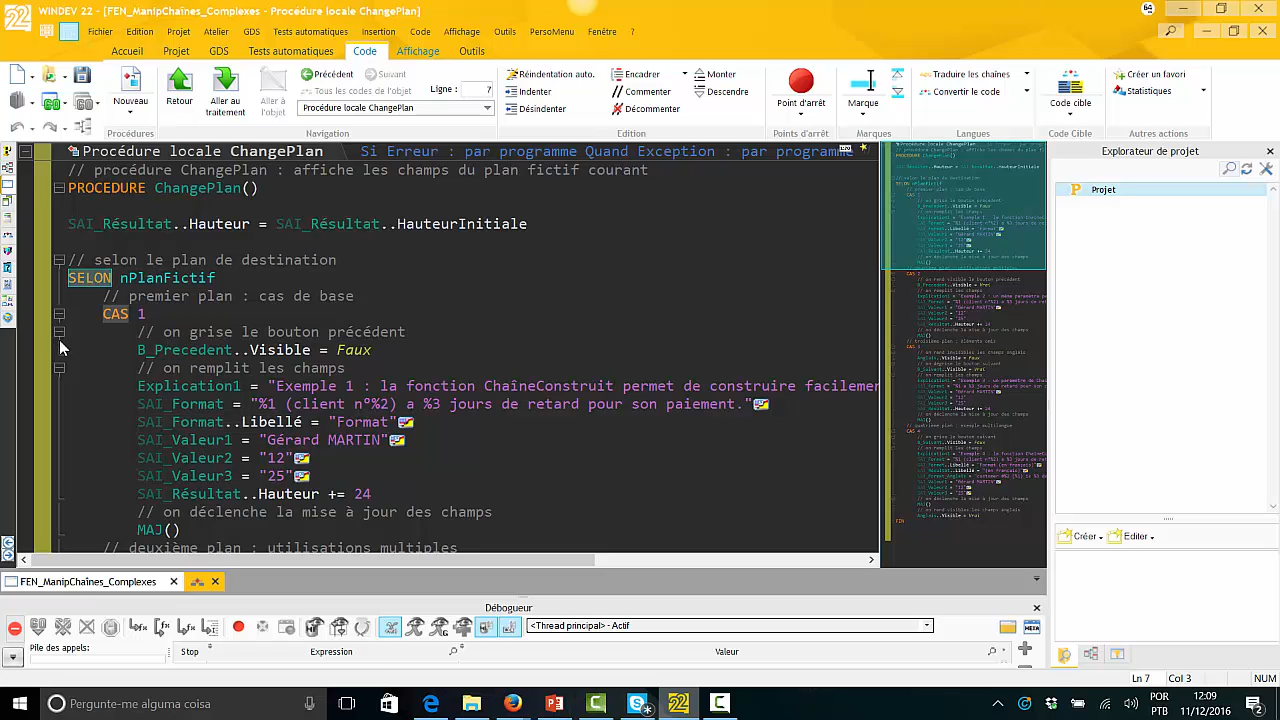 WINDEV 22 - [FEN_ManipChaînes_Complexes - Procédure locale ChangePlan]
Fichier Edition Projet Atelier GDS Tests automatiques Insertion Code Affichage Outils PersoMenu Fenêtre ?
Accueil Projet GDS Tests automatiques Code Affichage Outils
Nouveau
Retour
Aller au traitement
Aller à l'objet
Précédent
Suivant
Tous les objets
Ligne : 7
Procédure locale ChangePlan
Réindentation auto.
Indenter
Désindenter
Encadrer
Commenter
Décommenter
Monter
Descendre
Point d'arrêt
Marque
Traduire les chaînes
Convertir le code
Code cible
Créer un favori
Statistiques
Procédures Navigation Edition Points d'arrêt Marques Langues Code Cible Autres actions
Procédure locale ChangePlan Si Erreur : par programme Quand Exception : par programme
// procédure ChangePlan : affiche les champs du plan fictif courant
PROCEDURE ChangePlan()
SAI_Résultat..Hauteur = SAI_Résultat..HauteurInitiale
// selon le plan de destination
SELON nPlanFictif
// premier plan : cas de base
CAS 1
// on grise le bouton précédent
B_Precedent..Visible = Faux
// on remplit les champs
Explication1 = "Exemple 1 : la fonction ChaîneConstruit permet de construire facilemen
SAI_Format = "%1 (client n°%2) a %3 jours de retard pour son paiement."
SAI_Format..Libellé = "Format"
SAI_Valeur1 = "Gérard MARTIN"
SAI_Valeur2 = "12"
SAI_Valeur3 = "25"
SAI_Résultat..Hauteur += 24
// on déclenche la mise à jour des champs
MAJ()
// deuxième plan : utilisations multiples
Explorateur de projet
Projet
Créer
Editer
FEN_ManipChaînes_Complexes
Débogueur
<Thread principal> - Actif
Pile des appels:
Stop
Expression
Valeur
Ln 7 Col 3 NUM
Pergunte-me alguma coisa
POR
PTB
12:09
11/12/2016